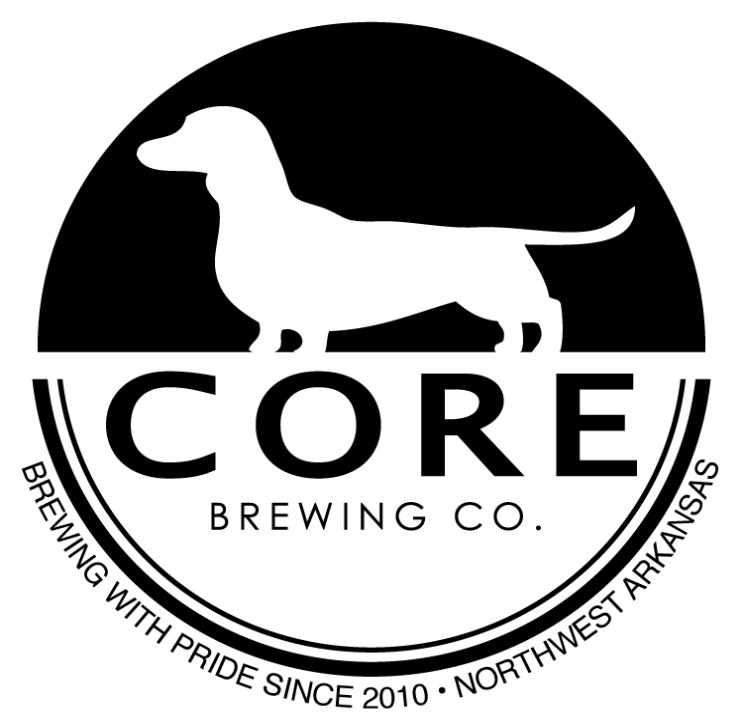 CORE
BREWING CO.
BREWING WITH PRIDE SINCE 2010 • NORTHWEST ARKANSAS